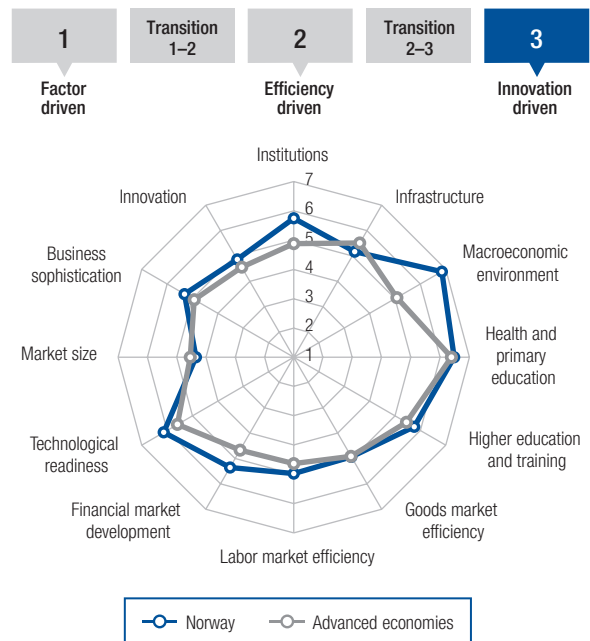 1
Transition
1–2
2
Transition
2–3
3
Factor
driven
Efficiency
driven
Innovation
driven
Institutions
Infrastructure
Macroeconomic
environment
Health and
primary
education
Higher education
and training
Goods market
efficiency
Labor market efficiency
Financial market
development
Technological
readiness
Market size
Business
sophistication
Innovation
7
6
5
4
3
2
1
Norway
Advanced economies